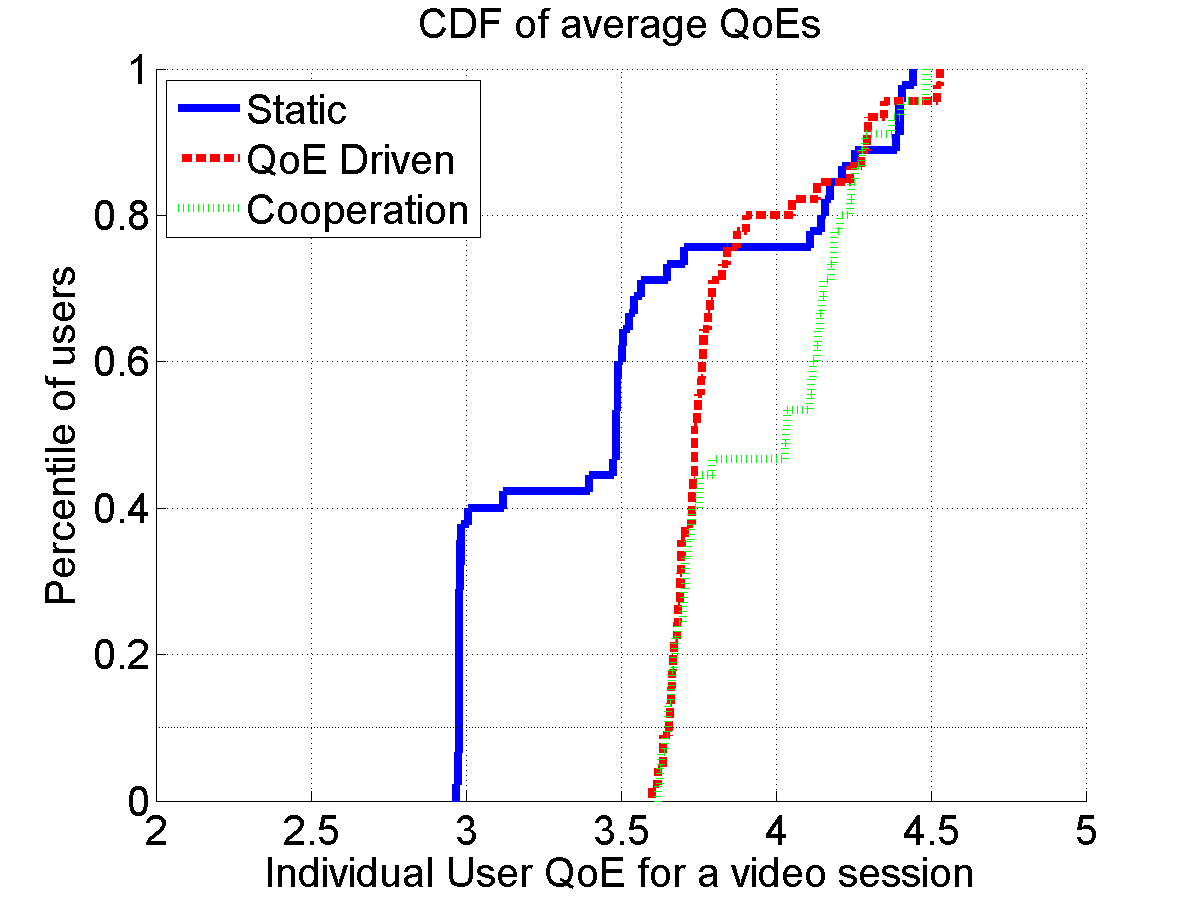 CDF of average QoEs
Static
QoE Driven
Cooperation
Percentile of users
1
0.8
0.6
0.4
0.2
0
2
2.5
3
3.5
4
4.5
5
Individual User QoE for a video session